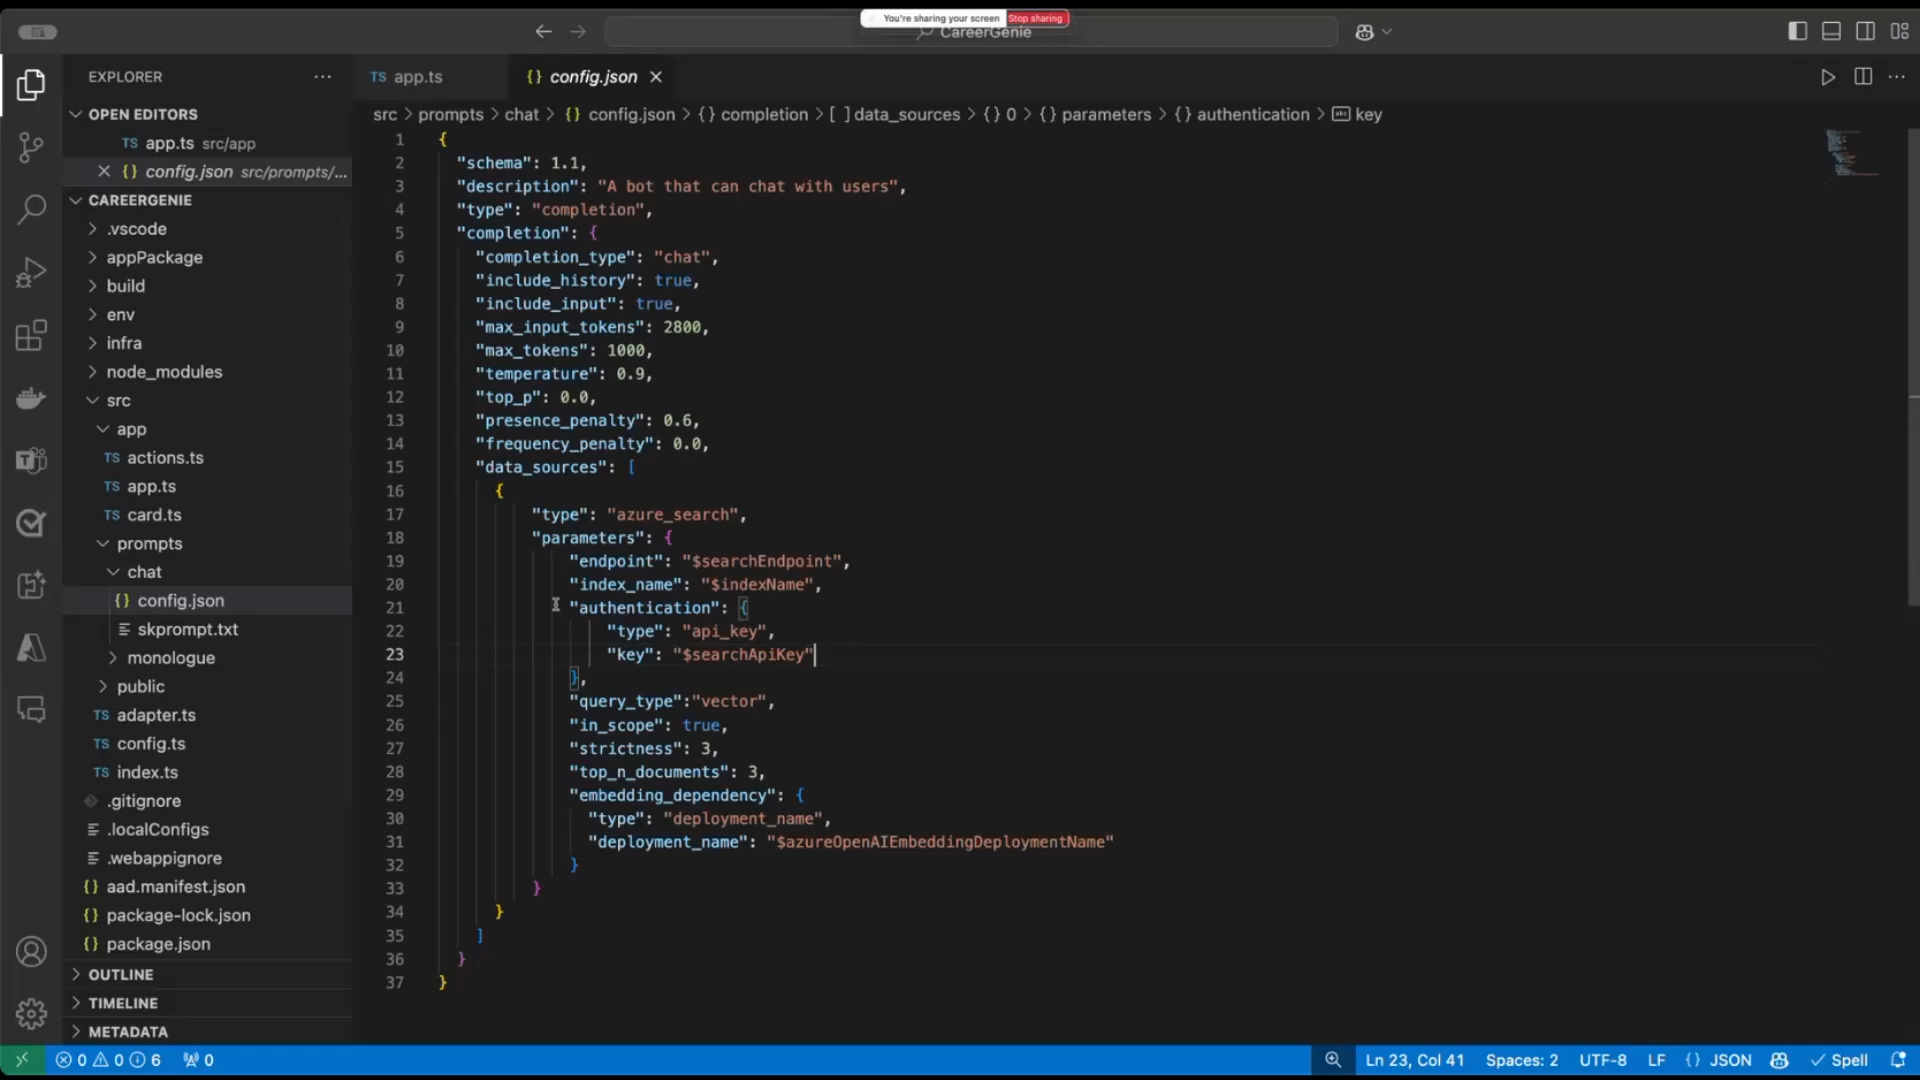 You're sharing your screen Stop sharing
CareerGenie
EXPLORER
OPEN EDITORS
TS app.ts src/app
{} config.json src/prompts/...
CAREERGENIE
.vscode
appPackage
build
env
infra
node_modules
src
app
TS actions.ts
TS app.ts
TS card.ts
prompts
chat
{} config.json
skprompt.txt
monologue
public
TS adapter.ts
TS config.ts
TS index.ts
.gitignore
.localConfigs
.webappignore
{} aad.manifest.json
{} package-lock.json
{} package.json
OUTLINE
TIMELINE
METADATA
TS app.ts {} config.json
src > prompts > chat > {} config.json > {} completion > [ ] data_sources > {} 0 > {} parameters > {} authentication > abc key
1 {
2 "schema": 1.1,
3 "description": "A bot that can chat with users",
4 "type": "completion",
5 "completion": {
6 "completion_type": "chat",
7 "include_history": true,
8 "include_input": true,
9 "max_input_tokens": 2800,
10 "max_tokens": 1000,
11 "temperature": 0.9,
12 "top_p": 0.0,
13 "presence_penalty": 0.6,
14 "frequency_penalty": 0.0,
15 "data_sources": [
16 {
17 "type": "azure_search",
18 "parameters": {
19 "endpoint": "$searchEndpoint",
20 "index_name": "$indexName",
21 "authentication": {
22 "type": "api_key",
23 "key": "$searchApiKey"
24 },
25 "query_type":"vector",
26 "in_scope": true,
27 "strictness": 3,
28 "top_n_documents": 3,
29 "embedding_dependency": {
30 "type": "deployment_name",
31 "deployment_name": "$azureOpenAIEmbeddingDeploymentName"
32 }
33 }
34 }
35 ]
36 }
37 }
0 0 6 0 Ln 23, Col 41 Spaces: 2 UTF-8 LF {} JSON Spell